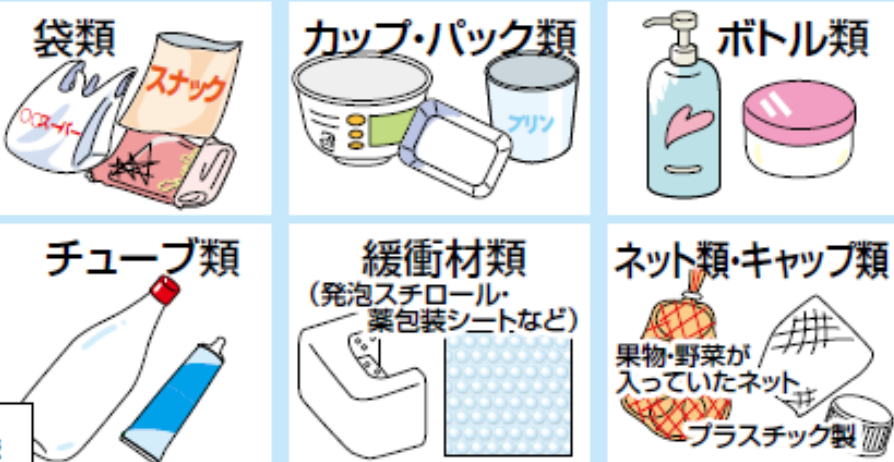 袋類
スナック
〇〇スーパー
カップ・パック類
プリン
ボトル類
チューブ類
緩衝材類
(発泡スチロール・
薬包装シートなど)
ネット類・キャップ類
果物・野菜が
入っていたネット
プラスチック製